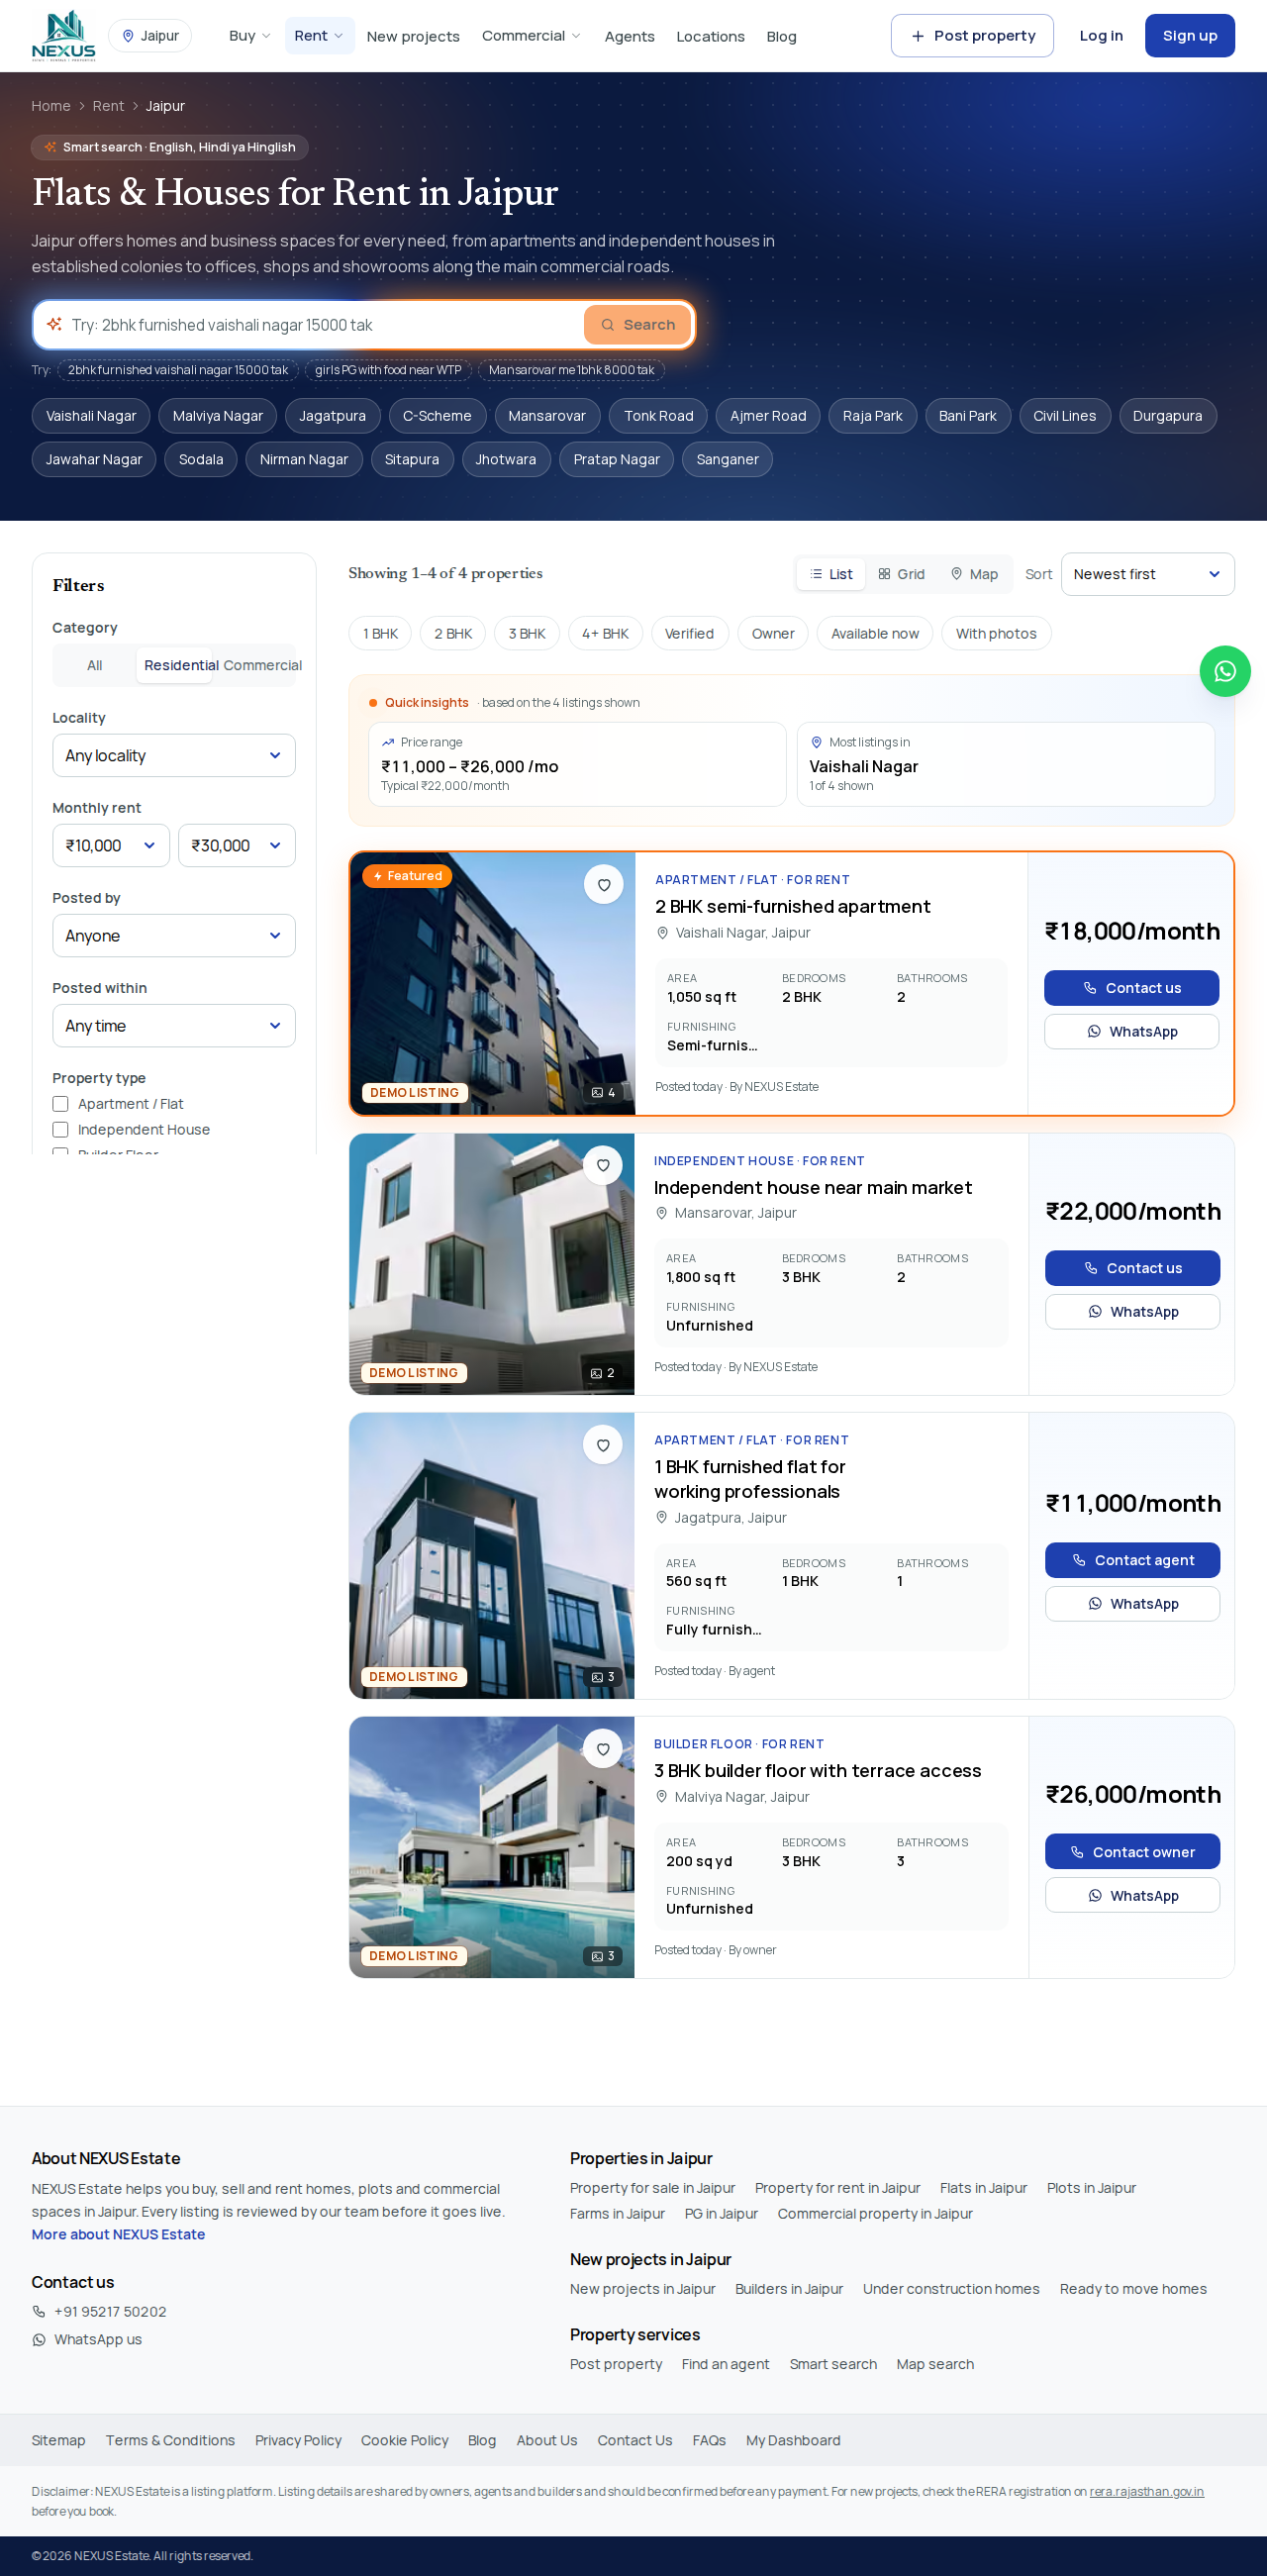 NEXUS
Jaipur
Buy
Rent
New projects
Commercial
Agents
Locations
Blog
Post property
Log in
Sign up
Home > Rent > Jaipur
Smart search · English, Hindi ya Hinglish
Flats & Houses for Rent in Jaipur
Jaipur offers homes and business spaces for every need, from apartments and independent houses in
established colonies to offices, shops and showrooms along the main commercial roads.
Try: 2bhk furnished vaishali nagar 15000 tak
Search
Try: 2bhk furnished vaishali nagar 15000 tak girls PG with food near WTP Mansarovar me 1bhk 8000 tak
Vaishali Nagar Malviya Nagar Jagatpura C-Scheme Mansarovar Tonk Road Ajmer Road Raja Park Bani Park Civil Lines Durgapura
Jawahar Nagar Sodala Nirman Nagar Sitapura Jhotwara Pratap Nagar Sanganer
Filters
Category
All Residential Commercial
Locality
Any locality
Monthly rent
₹10,000 ₹30,000
Posted by
Anyone
Posted within
Any time
Property type
Apartment / Flat
Independent House
Builder Floor
Showing 1–4 of 4 properties
List Grid Map
Sort Newest first
1 BHK 2 BHK 3 BHK 4+ BHK Verified Owner Available now With photos
Quick insights · based on the 4 listings shown
Price range
₹11,000 – ₹26,000 /mo
Typical ₹22,000/month
Most listings in
Vaishali Nagar
1 of 4 shown
Featured
DEMO LISTING
4
APARTMENT / FLAT · FOR RENT
2 BHK semi-furnished apartment
Vaishali Nagar, Jaipur
AREA BEDROOMS BATHROOMS
1,050 sq ft 2 BHK 2
FURNISHING
Semi-furnis...
Posted today · By NEXUS Estate
₹18,000/month
Contact us
WhatsApp
DEMO LISTING
2
INDEPENDENT HOUSE · FOR RENT
Independent house near main market
Mansarovar, Jaipur
AREA BEDROOMS BATHROOMS
1,800 sq ft 3 BHK 2
FURNISHING
Unfurnished
Posted today · By NEXUS Estate
₹22,000/month
Contact us
WhatsApp
DEMO LISTING
3
APARTMENT / FLAT · FOR RENT
1 BHK furnished flat for
working professionals
Jagatpura, Jaipur
AREA BEDROOMS BATHROOMS
560 sq ft 1 BHK 1
FURNISHING
Fully furnish...
Posted today · By agent
₹11,000/month
Contact agent
WhatsApp
DEMO LISTING
3
BUILDER FLOOR · FOR RENT
3 BHK builder floor with terrace access
Malviya Nagar, Jaipur
AREA BEDROOMS BATHROOMS
200 sq yd 3 BHK 3
FURNISHING
Unfurnished
Posted today · By owner
₹26,000/month
Contact owner
WhatsApp
About NEXUS Estate
NEXUS Estate helps you buy, sell and rent homes, plots and commercial
spaces in Jaipur. Every listing is reviewed by our team before it goes live.
More about NEXUS Estate
Contact us
+91 95217 50202
WhatsApp us
Properties in Jaipur
Property for sale in Jaipur Property for rent in Jaipur Flats in Jaipur Plots in Jaipur
Farms in Jaipur PG in Jaipur Commercial property in Jaipur
New projects in Jaipur
New projects in Jaipur Builders in Jaipur Under construction homes Ready to move homes
Property services
Post property Find an agent Smart search Map search
Sitemap Terms & Conditions Privacy Policy Cookie Policy Blog About Us Contact Us FAQs My Dashboard
Disclaimer: NEXUS Estate is a listing platform. Listing details are shared by owners, agents and builders and should be confirmed before any payment. For new projects, check the RERA registration on rera.rajasthan.gov.in
before you book.
© 2026 NEXUS Estate. All rights reserved.